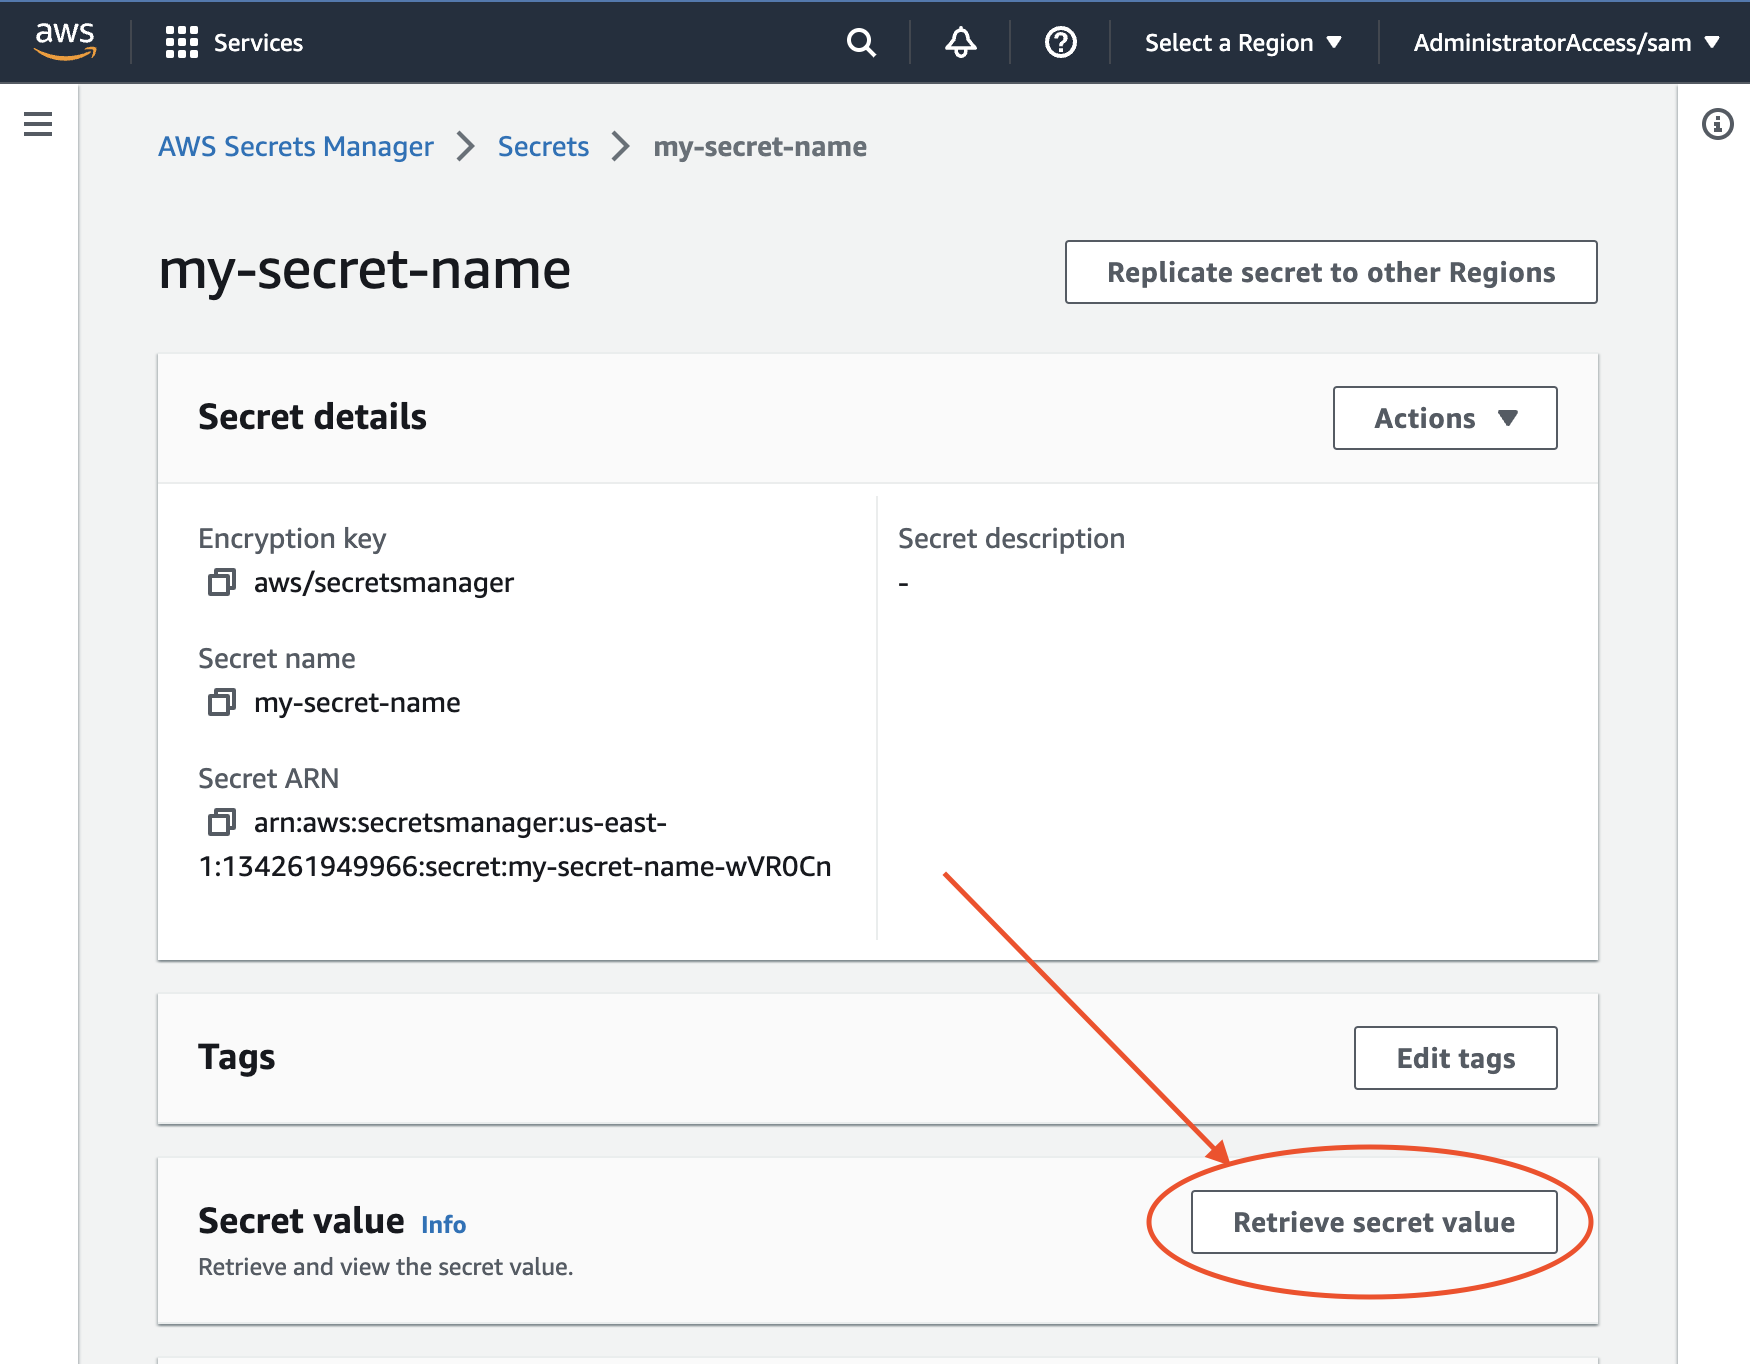 aws Services Select a Region AdministratorAccess/sam
AWS Secrets Manager Secrets my-secret-name
my-secret-name
Replicate secret to other Regions
Secret details
Actions
Encryption key
aws/secretsmanager
Secret name
my-secret-name
Secret ARN
arn:aws:secretsmanager:us-east-
1:134261949966:secret:my-secret-name-wVR0Cn
Secret description
-
Tags
Edit tags
Secret value Info
Retrieve and view the secret value.
Retrieve secret value